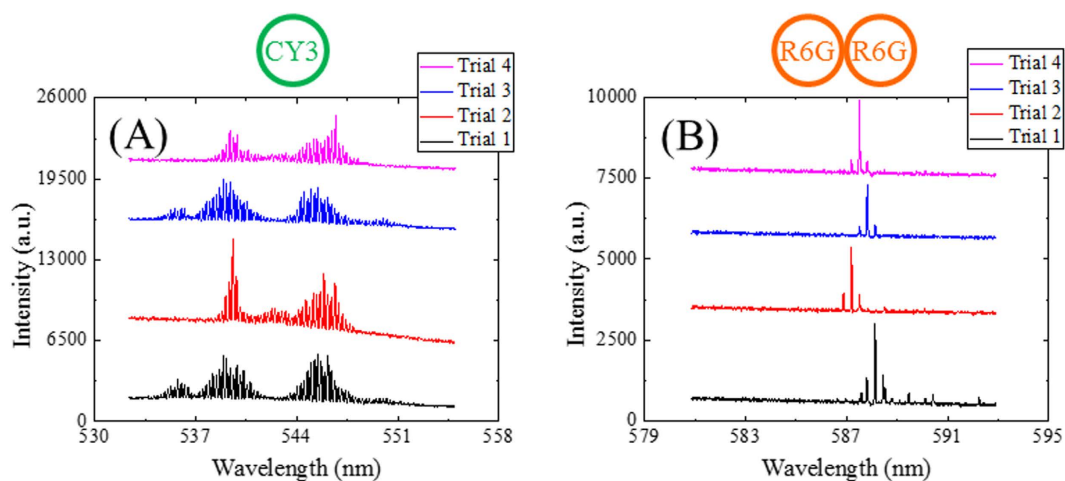 CY3
Trial 4
Trial 3
Trial 2
Trial 1
(A)
26000
19500
13000
6500
0
Intensity (a.u.)
530 537 544 551 558
Wavelength (nm)
R6G R6G
Trial 4
Trial 3
Trial 2
Trial 1
(B)
10000
7500
5000
2500
0
Intensity (a.u.)
579 583 587 591 595
Wavelength (nm)